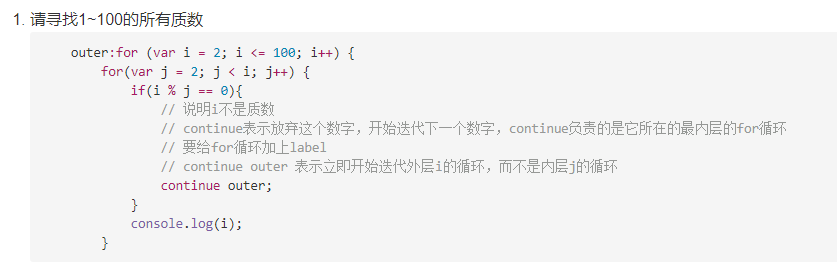 1. 请寻找1~100的所有质数
outer:for (var i = 2; i <= 100; i++) {
for(var j = 2; j < i; j++) {
if(i % j == 0){
// 说明i不是质数
// continue表示放弃这个数字，开始迭代下一个数字，continue负责的是它所在的最内层的for循环
// 要给for循环加上label
// continue outer 表示立即开始迭代外层i的循环，而不是内层j的循环
continue outer;
}
console.log(i);
}